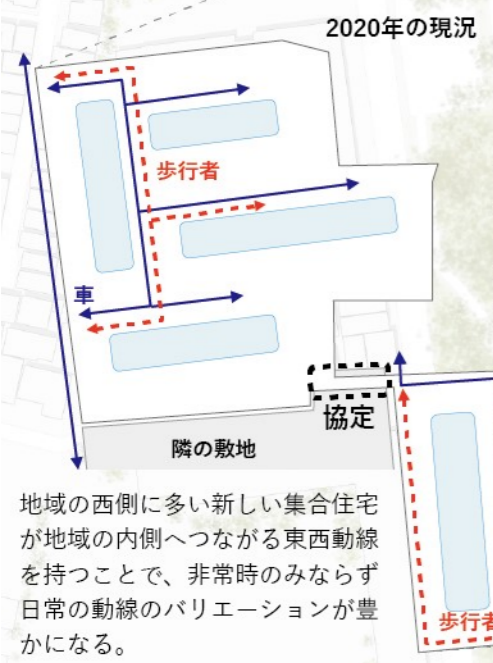 2020年の現況
歩行者
車
協定
隣の敷地
地域の西側に多い新しい集合住宅
が地域の内側へつながる東西動線
を持つことで、非常時のみならず
日常の動線のバリエーションが豊
かになる。
歩行者